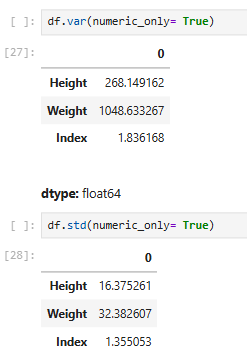 [ ]: df.var(numeric_only= True)
[27]:
0
Height 268.149162
Weight 1048.633267
Index 1.836168
dtype: float64
[ ]: df.std(numeric_only= True)
[28]:
0
Height 16.375261
Weight 32.382607
Index 1.355053